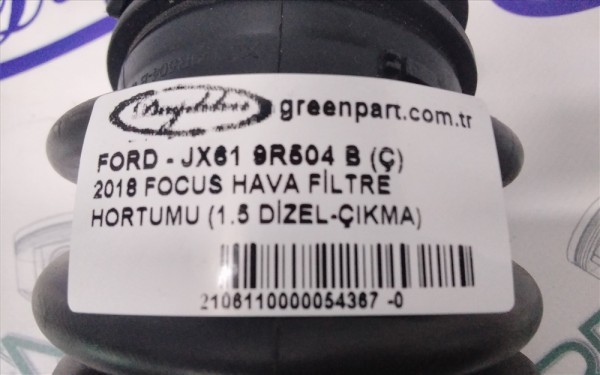 greenpart.com.tr
FORD - JX61 9R504 B (Ç)
2018 FOCUS HAVA FİLTRE
HORTUMU (1.5 DİZEL-ÇIKMA)
2106110000054367 -0